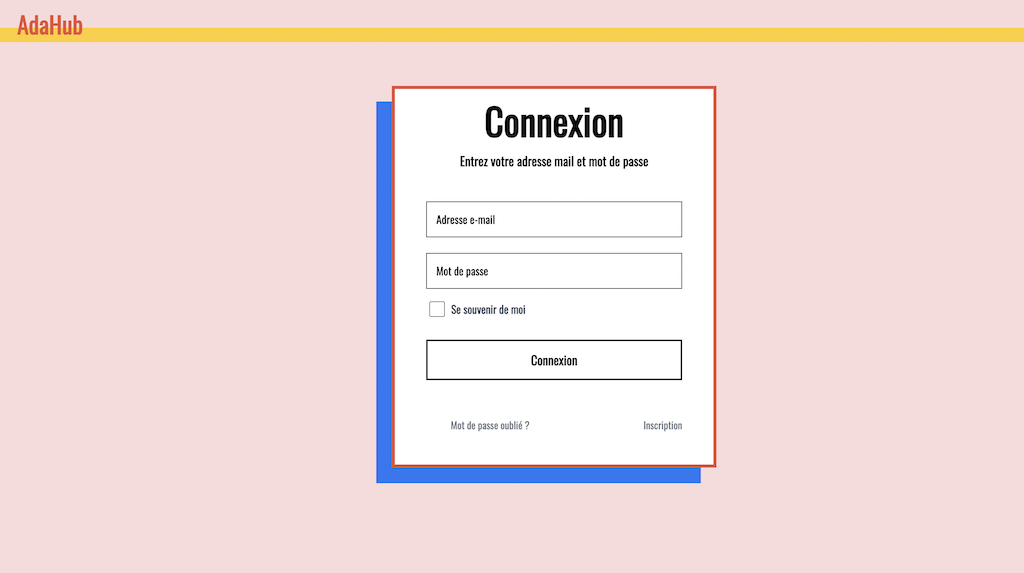 AdaHub
Connexion
Entrez votre adresse mail et mot de passe
Adresse e-mail
Mot de passe
Se souvenir de moi
Connexion
Mot de passe oublié ?
Inscription